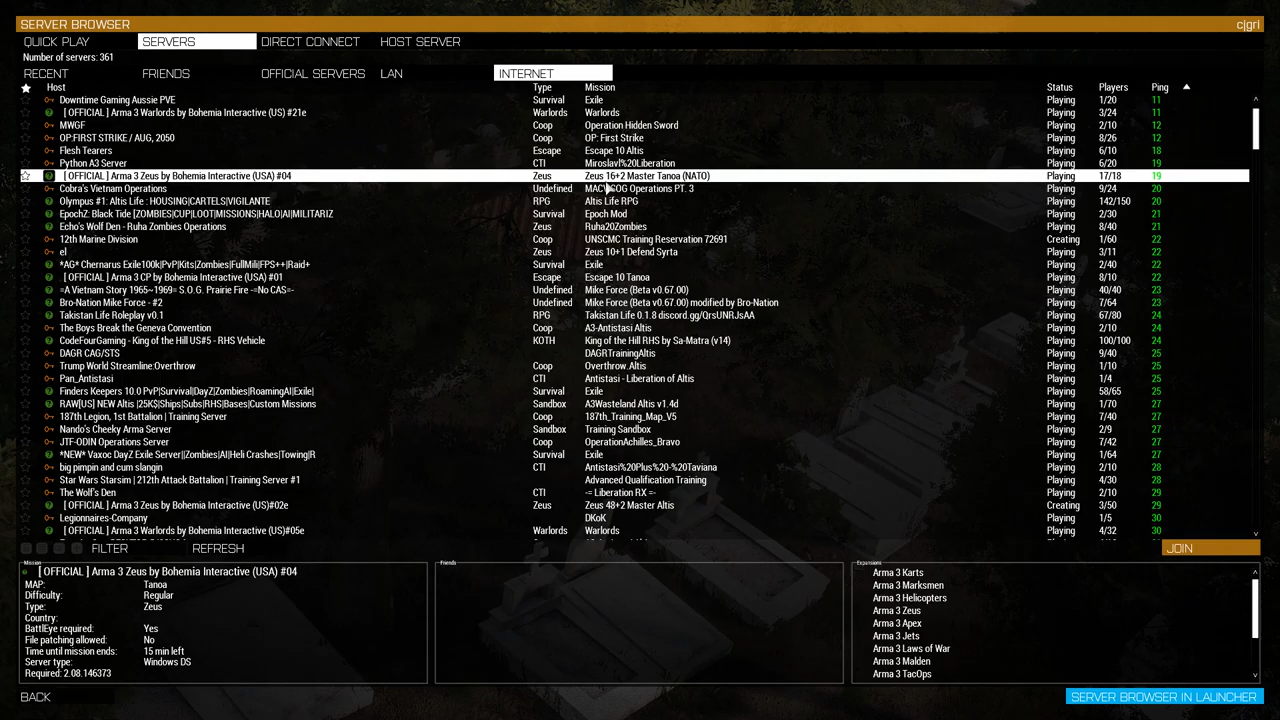 SERVER BROWSER c|gri
QUICK PLAY SERVERS DIRECT CONNECT HOST SERVER
Number of servers: 361
RECENT FRIENDS OFFICIAL SERVERS LAN INTERNET
Host Type Mission Status Players Ping
Downtime Gaming Aussie PVE Survival Exile Playing 1/20 11
[ OFFICIAL ] Arma 3 Warlords by Bohemia Interactive (US) #21e Warlords Warlords Playing 3/24 11
MWGF Coop Operation Hidden Sword Playing 2/10 12
OP:FIRST STRIKE / AUG, 2050 Coop OP: First Strike Playing 8/26 12
Flesh Tearers Escape Escape 10 Altis Playing 6/10 18
Python A3 Server CTI Miroslavl%20Liberation Playing 6/20 19
[ OFFICIAL ] Arma 3 Zeus by Bohemia Interactive (USA) #04 Zeus Zeus 16+2 Master Tanoa (NATO) Playing 17/18 19
Cobra's Vietnam Operations Undefined MACVSOG Operations PT. 3 Playing 9/24 20
Olympus #1: Altis Life : HOUSING|CARTELS|VIGILANTE RPG Altis Life RPG Playing 142/150 20
EpochZ: Black Tide [ZOMBIES|CUP|LOOT|MISSIONS|HALO|AI|MILITARIZ Survival Epoch Mod Playing 2/30 21
Echo's Wolf Den - Ruha Zombies Operations Zeus Ruha20Zombies Playing 8/40 21
12th Marine Division Coop UNSCMC Training Reservation 72691 Creating 1/60 22
el Zeus Zeus 10+1 Defend Syrta Playing 3/11 22
*AG* Chernarus Exile100k|PvP|Kits|Zombies|FullMili|FPS++|Raid+ Survival Exile Playing 2/40 22
[ OFFICIAL ] Arma 3 CP by Bohemia Interactive (USA) #01 Escape Escape 10 Tanoa Playing 8/10 22
=A Vietnam Story 1965~1969= S.O.G. Prairie Fire -=No CAS=- Undefined Mike Force (Beta v0.67.00) Playing 40/40 23
Bro-Nation Mike Force - #2 Undefined Mike Force (Beta v0.67.00) modified by Bro-Nation Playing 7/64 23
Takistan Life Roleplay v0.1 RPG Takistan Life 0.1.8 discord.gg/QrsUNRJsAA Playing 67/80 24
The Boys Break the Geneva Convention Coop A3-Antistasi Altis Playing 2/10 24
CodeFourGaming - King of the Hill US#5 - RHS Vehicle KOTH King of the Hill RHS by Sa-Matra (v14) Playing 100/100 24
DAGR CAG/STS DAGRTrainingAltis Playing 9/40 25
Trump World Streamline:Overthrow Coop Overthrow.Altis Playing 1/10 25
Pan_Antistasi CTI Antistasi - Liberation of Altis Playing 1/4 25
Finders Keepers 10.0 PvP|Survival|DayZ|Zombies|RoamingAI|Exile| Survival Exile Playing 58/65 25
RAW[US] NEW Altis |25K$|Ships|Subs|RHS|Bases|Custom Missions Sandbox A3Wasteland Altis v1.4d Playing 1/70 27
187th Legion, 1st Battalion | Training Server Coop 187th_Training_Map_V5 Playing 7/40 27
Nando's Cheeky Arma Server Sandbox Training Sandbox Playing 2/9 27
JTF-ODIN Operations Server Coop OperationAchilles_Bravo Playing 7/42 27
*NEW* Vaxoc DayZ Exile Server||Zombies|AI|Heli Crashes|Towing|R Survival Exile Playing 1/64 27
big pimpin and cum slangin CTI Antistasi%20Plus%20-%20Taviana Playing 2/10 28
Star Wars Starsim | 212th Attack Battalion | Training Server #1 Advanced Qualification Training Playing 4/30 28
The Wolf's Den CTI -= Liberation RX =- Playing 2/10 29
[ OFFICIAL ] Arma 3 Zeus by Bohemia Interactive (US)#02e Zeus Zeus 48+2 Master Altis Creating 3/50 29
Legionnaires-Company DKoK Playing 1/5 30
[ OFFICIAL ] Arma 3 Warlords by Bohemia Interactive (US)#05e Warlords Warlords Playing 4/32 30
FILTER REFRESH JOIN
Mission Friends Expansions
[ OFFICIAL ] Arma 3 Zeus by Bohemia Interactive (USA) #04
MAP: Tanoa
Difficulty: Regular
Type: Zeus
Country:
BattlEye required: Yes
File patching allowed: No
Time until mission ends: 15 min left
Server type: Windows DS
Required: 2.08.146373
Arma 3 Karts
Arma 3 Marksmen
Arma 3 Helicopters
Arma 3 Zeus
Arma 3 Apex
Arma 3 Jets
Arma 3 Laws of War
Arma 3 Malden
Arma 3 TacOps
BACK SERVER BROWSER IN LAUNCHER